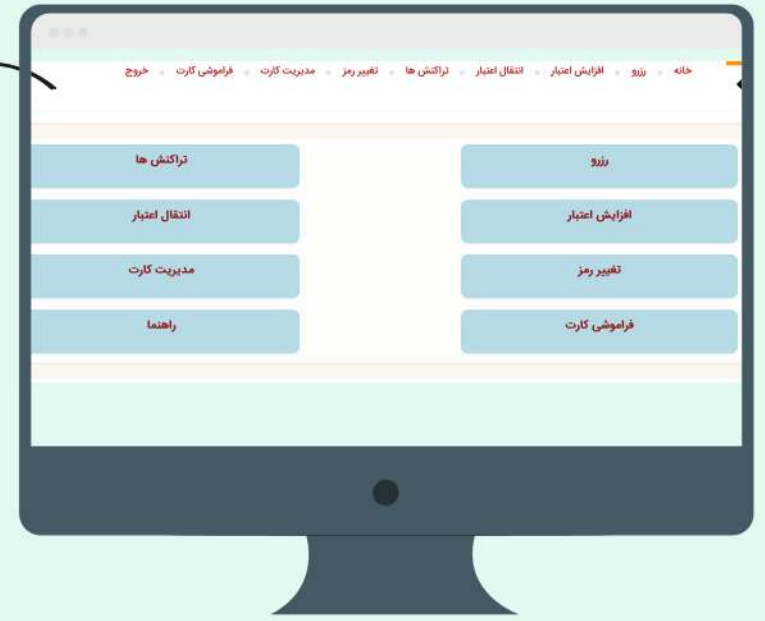 خانه رزرو افزایش اعتبار انتقال اعتبار تراکنش ها تغییر رمز مدیریت کارت فراموشی کارت خروج
رزرو
تراکنش ها
افزایش اعتبار
انتقال اعتبار
تغییر رمز
مدیریت کارت
فراموشی کارت
راهنما